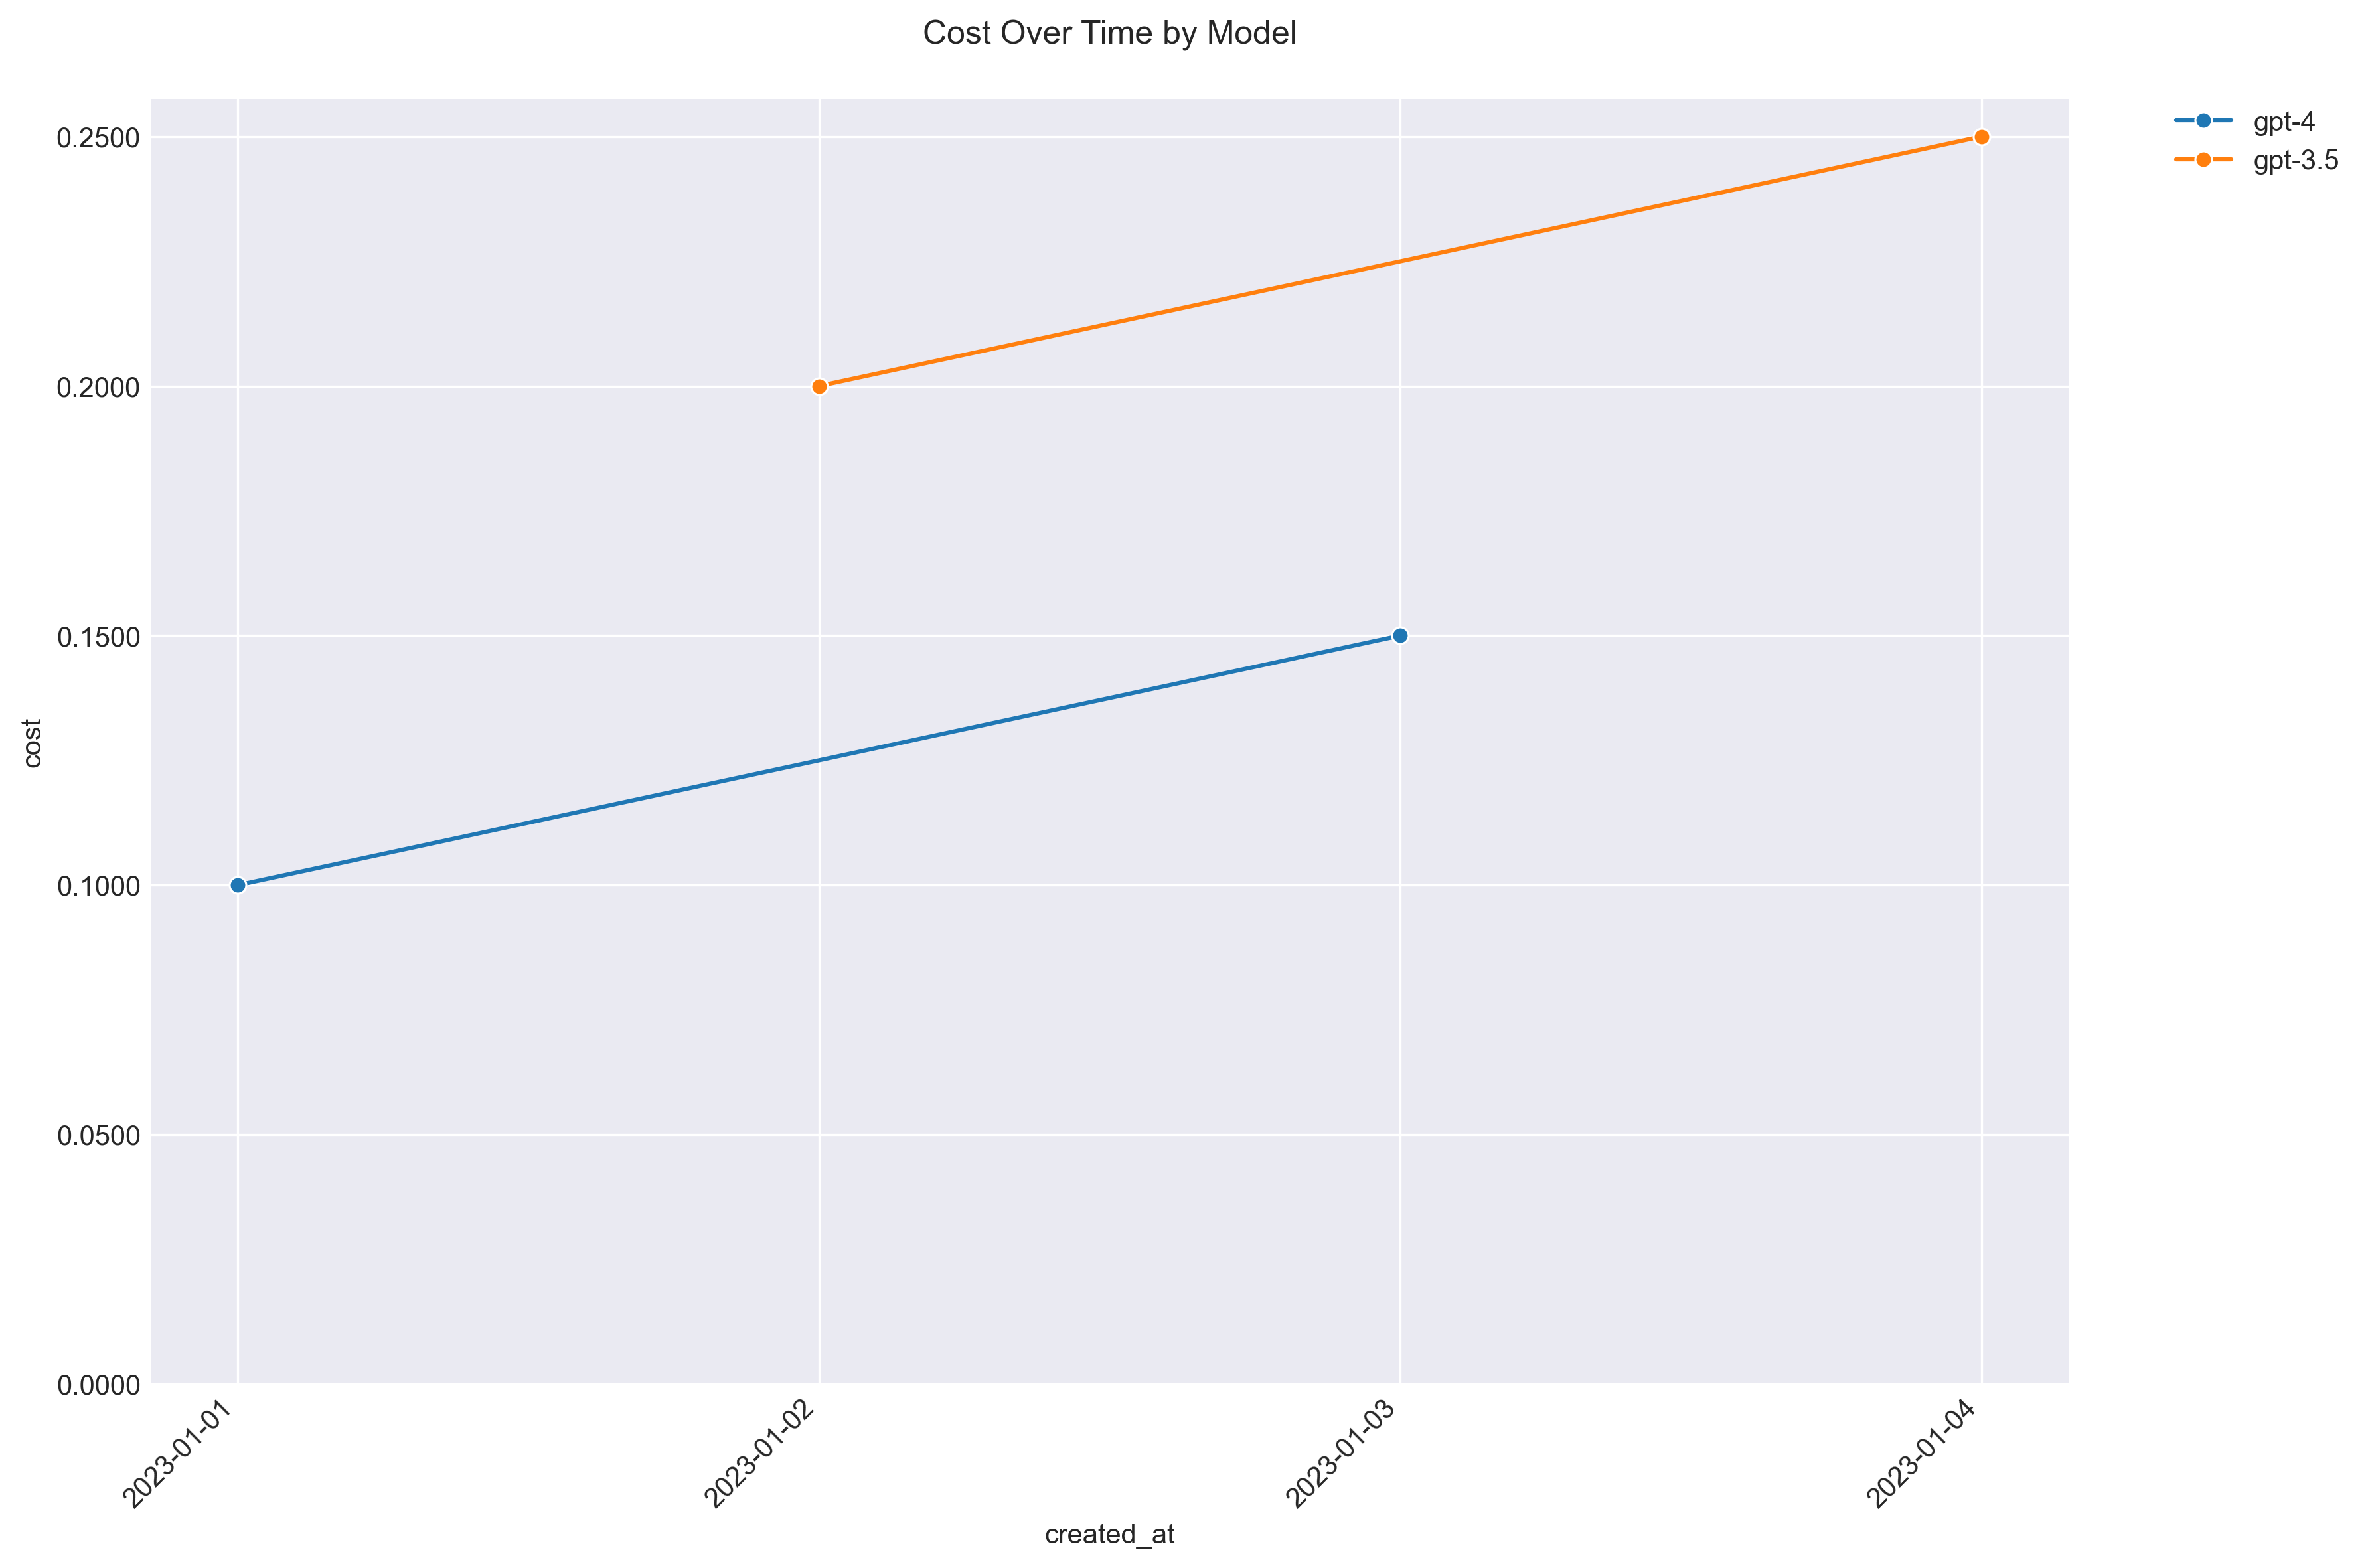 Cost Over Time by Model
gpt-4
gpt-3.5
0.2500
0.2000
0.1500
0.1000
0.0500
0.0000
cost
2023-01-01
2023-01-02
2023-01-03
2023-01-04
created_at